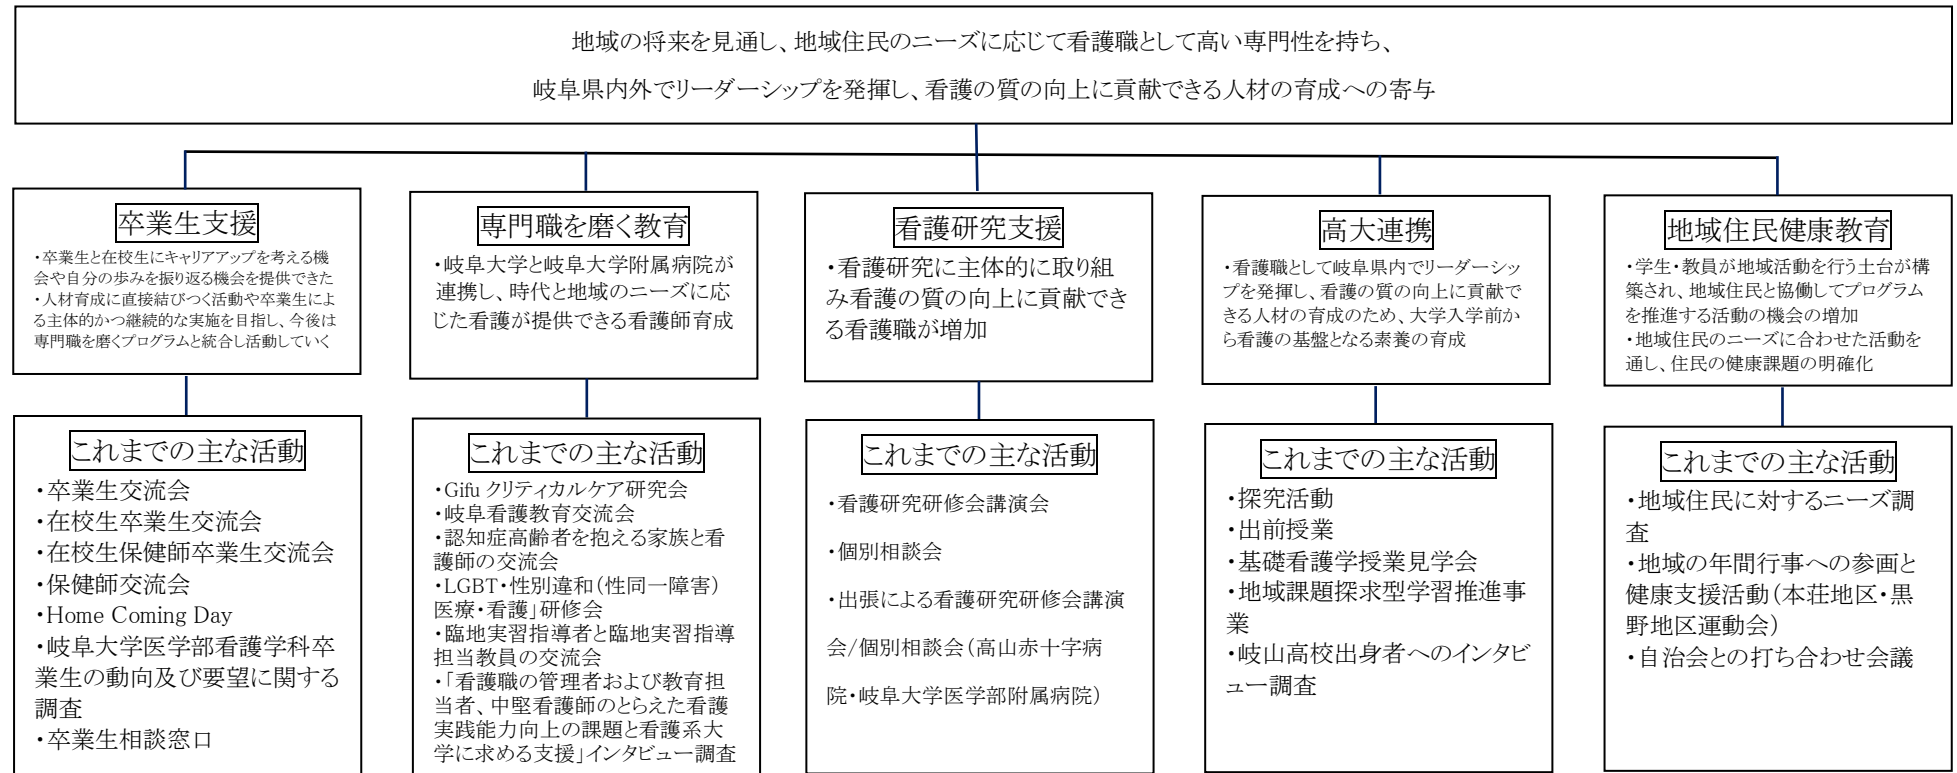 地域の将来を見通し、地域住民のニーズに応じて看護職として高い専門性を持ち、
岐阜県内外でリーダーシップを発揮し、看護の質の向上に貢献できる人材の育成への寄与
卒業生支援
・卒業生と在校生にキャリアアップを考える機
会や自分の歩みを振り返る機会を提供できた
・人材育成に直接結びつく活動や卒業生によ
る主体的かつ継続的な実施を目指し、今後は
専門職を磨くプログラムと統合し活動していく
専門職を磨く教育
・岐阜大学と岐阜大学附属病院が
連携し、時代と地域のニーズに応
じた看護が提供できる看護師育成
看護研究支援
・看護研究に主体的に取り組
み看護の質の向上に貢献でき
る看護職が増加
高大連携
・看護職として岐阜県内でリーダーシッ
プを発揮し、看護の質の向上に貢献で
きる人材の育成のため、大学入学前か
ら看護の基盤となる素養の育成
地域住民健康教育
・学生・教員が地域活動を行う土台が構
築され、地域住民と協働してプログラム
を推進する活動の機会の増加
・地域住民のニーズに合わせた活動を
通し、住民の健康課題の明確化
これまでの主な活動
・卒業生交流会
・在校生卒業生交流会
・在校生保健師卒業生交流会
・保健師交流会
・Home Coming Day
・岐阜大学医学部看護学科卒
業生の動向及び要望に関する
調査
・卒業生相談窓口
これまでの主な活動
・Gifu クリティカルケア研究会
・岐阜看護教育交流会
・認知症高齢者を抱える家族と看
護師の交流会
・LGBT・性別違和（性同一障害）
医療・看護」研修会
・臨地実習指導者と臨地実習指導
担当教員の交流会
・「看護職の管理者および教育担
当者、中堅看護師のとらえた看護
実践能力向上の課題と看護系大
学に求める支援」インタビュー調査
これまでの主な活動
・看護研究研修会講演会
・個別相談会
・出張による看護研究研修会講演
会/個別相談会（高山赤十字病
院・岐阜大学医学部附属病院）
これまでの主な活動
・探究活動
・出前授業
・基礎看護学授業見学会
・地域課題探求型学習推進事
業
・岐山高校出身者へのインタビ
ュー調査
これまでの主な活動
・地域住民に対するニーズ調
査
・地域の年間行事への参画と
健康支援活動（本荘地区・黒
野地区運動会）
・自治会との打ち合わせ会議